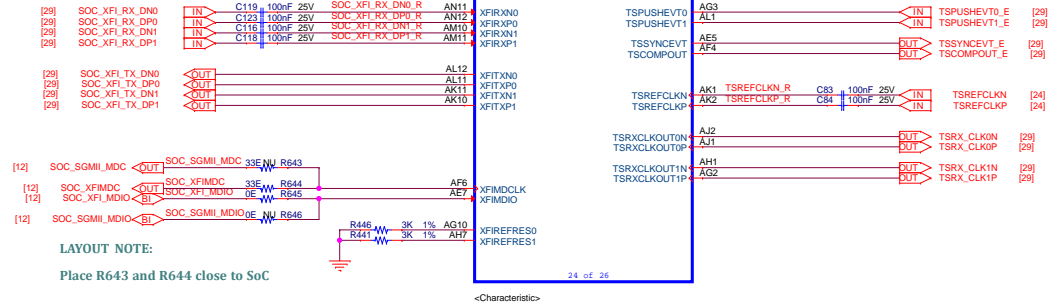 [29] SOC_XFI_RX_DN0 IN C119 100nF 25V SOC_XFI_RX_DN0_R AN11 XFIRXN0
[29] SOC_XFI_RX_DP0 IN C123 100nF 25V SOC_XFI_RX_DP0_R AN12 XFIRXP0
[29] SOC_XFI_RX_DN1 IN C116 100nF 25V SOC_XFI_RX_DN1_R AM10 XFIRXN1
[29] SOC_XFI_RX_DP1 IN C118 100nF 25V SOC_XFI_RX_DP1_R AM11 XFIRXP1
[29] SOC_XFI_TX_DN0 OUT AL12 XFITXN0
[29] SOC_XFI_TX_DP0 OUT AL11 XFITXP0
[29] SOC_XFI_TX_DN1 OUT AK11 XFITXN1
[29] SOC_XFI_TX_DP1 OUT AK10 XFITXP1
[12] SOC_SGMII_MDC OUT SOC_SGMII_MDC 33E NU R643
[12] SOC_XFIMDC OUT SOC_XFIMDC 33E R644 AF6 XFIMDCLK
[12] SOC_XFI_MDIO BI SOC_XFI_MDIO 0E R645 AE7 XFIMDIO
[12] SOC_SGMII_MDIO BI SOC_SGMII_MDIO 0E NU R646
R446 3K 1% AG10 XFIREFRES0
R441 3K 1% AH7 XFIREFRES1
LAYOUT NOTE:
Place R643 and R644 close to SoC
TSPUSHEVT0 AG3 IN TSPUSHEVT0_E [29]
TSPUSHEVT1 AL1 IN TSPUSHEVT1_E [29]
TSSYNCEVT AE5 OUT TSSYNCEVT_E [29]
TSCOMPOUT AF4 OUT TSCOMPOUT_E [29]
TSREFCLKN AK1 TSREFCLKN_R C83 100nF 25V IN TSREFCLKN [24]
TSREFCLKP AK2 TSREFCLKP_R C84 100nF 25V IN TSREFCLKP [24]
TSRXCLKOUT0N AJ2 OUT TSRX_CLK0N [29]
TSRXCLKOUT0P AJ1 OUT TSRX_CLK0P [29]
TSRXCLKOUT1N AH1 OUT TSRX_CLK1N [29]
TSRXCLKOUT1P AG2 OUT TSRX_CLK1P [29]
24 of 26
<Characteristic>